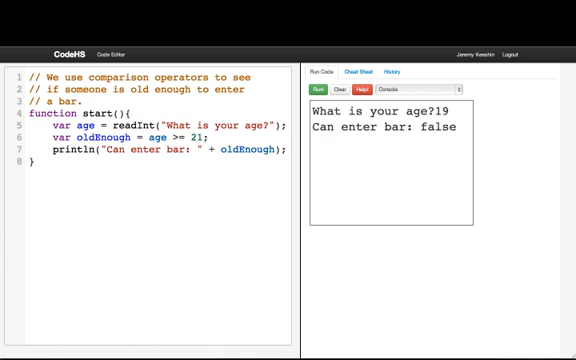 CodeHS Code Editor Jeremy Keeshin Logout
Run Code Cheat Sheet History
Run! Clear Help! Console
1 // We use comparison operators to see
2 // if someone is old enough to enter
3 // a bar.
4 function start(){
5 var age = readInt("What is your age?");
6 var oldEnough = age >= 21;
7 println("Can enter bar: " + oldEnough);
8 }
What is your age?19
Can enter bar: false